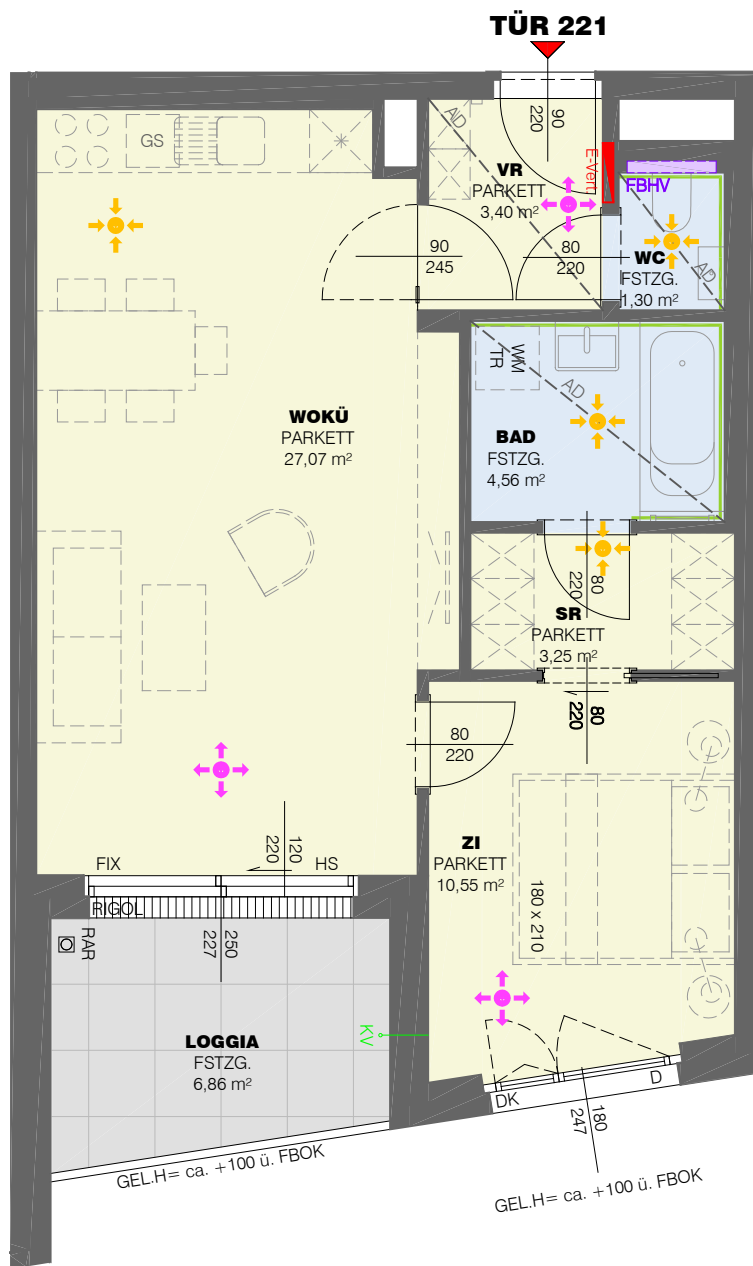 TÜR 221
GS
AD
90
220
E-Vert
VR
PARKETT
3,40 m²
FBHV
WC
FSTZG.
1,30 m²
AD
90
245
80
220
WM
TR
AD
BAD
FSTZG.
4,56 m²
WOKÜ
PARKETT
27,07 m²
80
220
SR
PARKETT
3,25 m²
80
220
80
220
ZI
PARKETT
10,55 m²
180 x 210
FIX
120
220
HS
RIGOL
RAR
250
227
KV
LOGGIA
FSTZG.
6,86 m²
DK
D
180
247
GEL.H= ca. +100 ü. FBOK
GEL.H= ca. +100 ü. FBOK